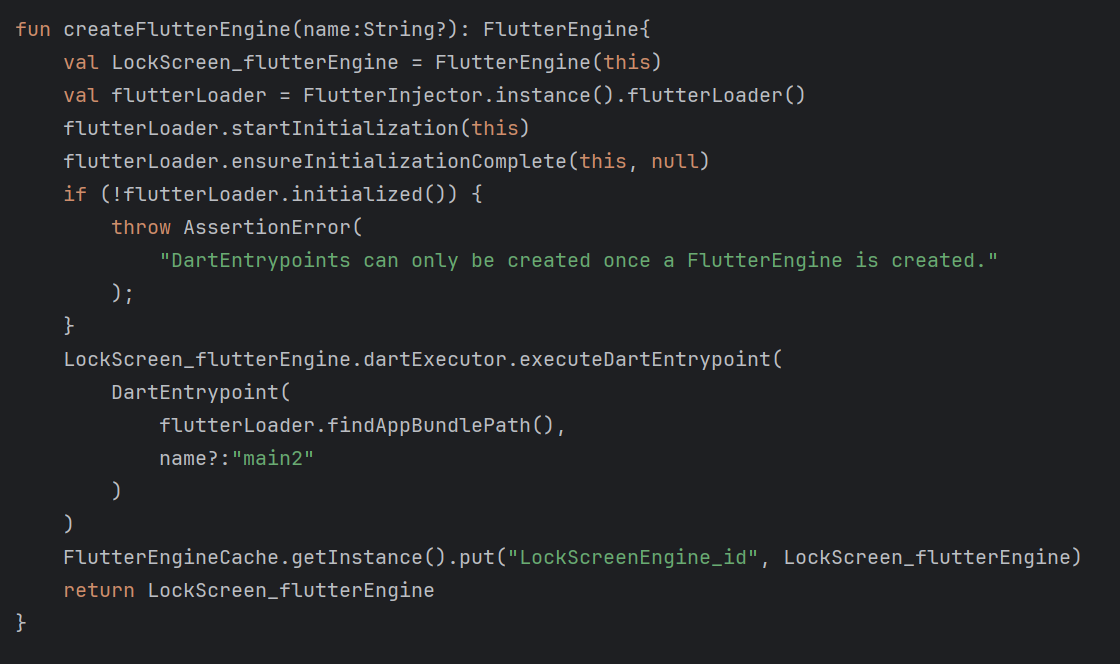 fun createFlutterEngine(name:String?): FlutterEngine{
    val LockScreen_flutterEngine = FlutterEngine(this)
    val flutterLoader = FlutterInjector.instance().flutterLoader()
    flutterLoader.startInitialization(this)
    flutterLoader.ensureInitializationComplete(this, null)
    if (!flutterLoader.initialized()) {
        throw AssertionError(
            "DartEntrypoints can only be created once a FlutterEngine is created."
        );
    }
    LockScreen_flutterEngine.dartExecutor.executeDartEntrypoint(
        DartEntrypoint(
            flutterLoader.findAppBundlePath(),
            name?:"main2"
        )
    )
    FlutterEngineCache.getInstance().put("LockScreenEngine_id", LockScreen_flutterEngine)
    return LockScreen_flutterEngine
}